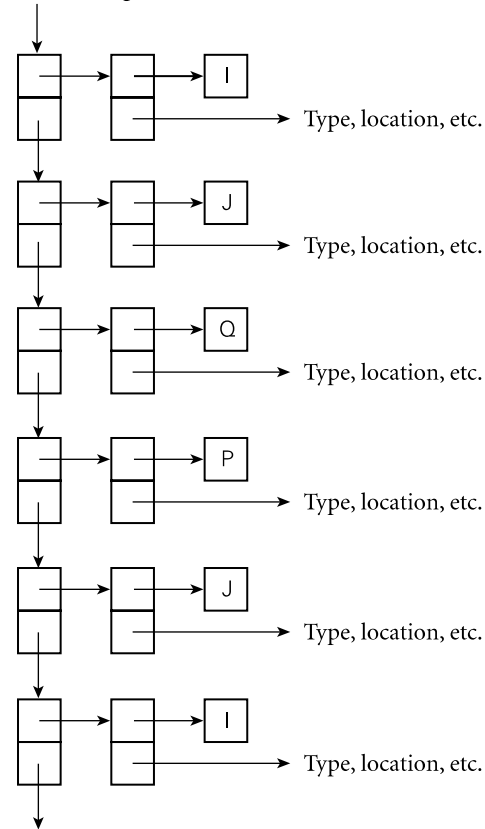 I
Type, location, etc.
J
Type, location, etc.
Q
Type, location, etc.
P
Type, location, etc.
J
Type, location, etc.
I
Type, location, etc.